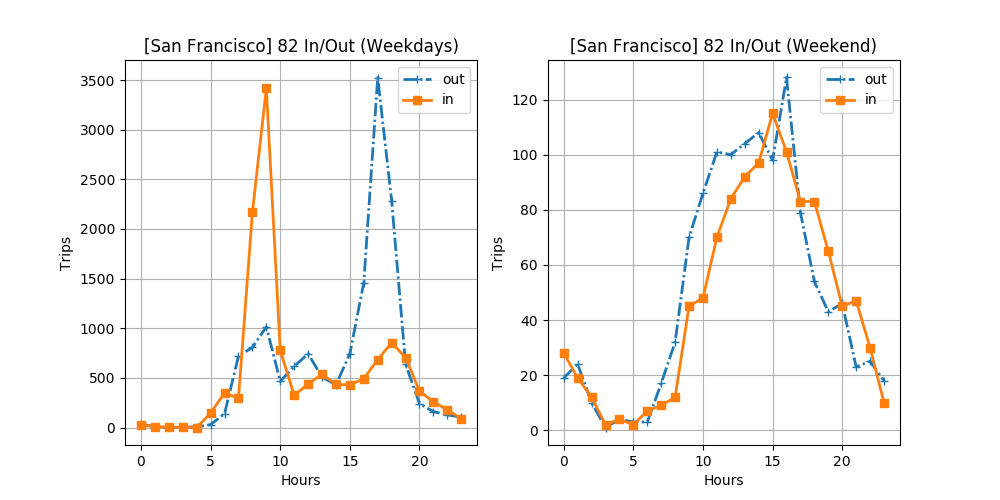 [San Francisco] 82 In/Out (Weekdays)
3500
3000
2500
2000
1500
1000
500
0
Trips
0 5 10 15 20
Hours
out
in
[San Francisco] 82 In/Out (Weekend)
120
100
80
60
40
20
0
Trips
0 5 10 15 20
Hours
out
in